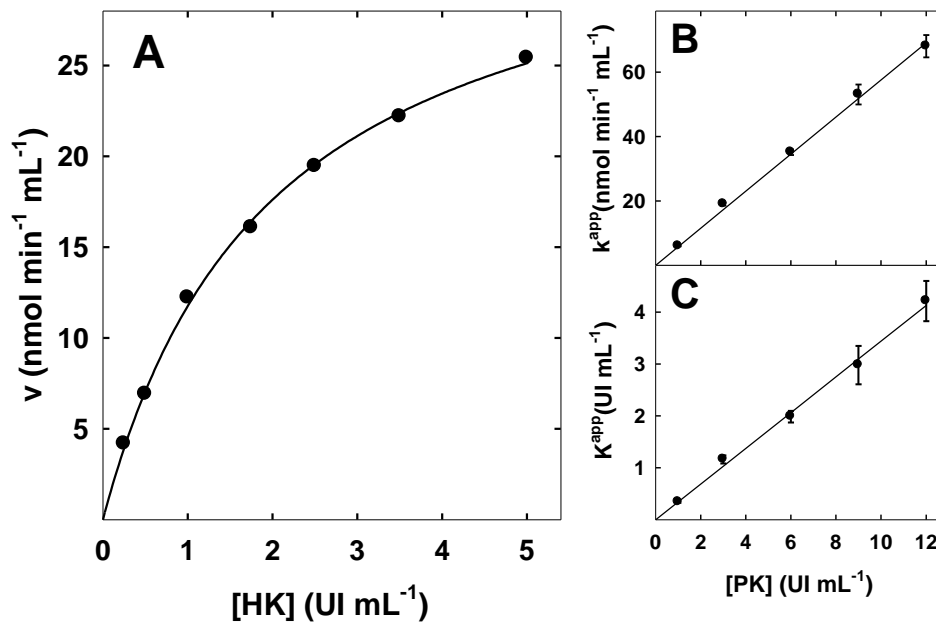 A
v (nmol min⁻¹ mL⁻¹)
25
20
15
10
5
0 1 2 3 4 5
[HK] (UI mL⁻¹)
B
k^app(nmol min⁻¹ mL⁻¹)
60
40
20
C
K^app(UI mL⁻¹)
4
3
2
1
0 2 4 6 8 10 12
[PK] (UI mL⁻¹)